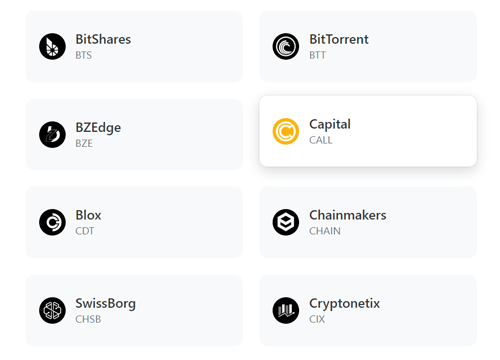 BitShares
BTS
BitTorrent
BTT
BZEdge
BZE
Capital
CALL
Blox
CDT
Chainmakers
CHAIN
SwissBorg
CHSB
Cryptonetix
CIX